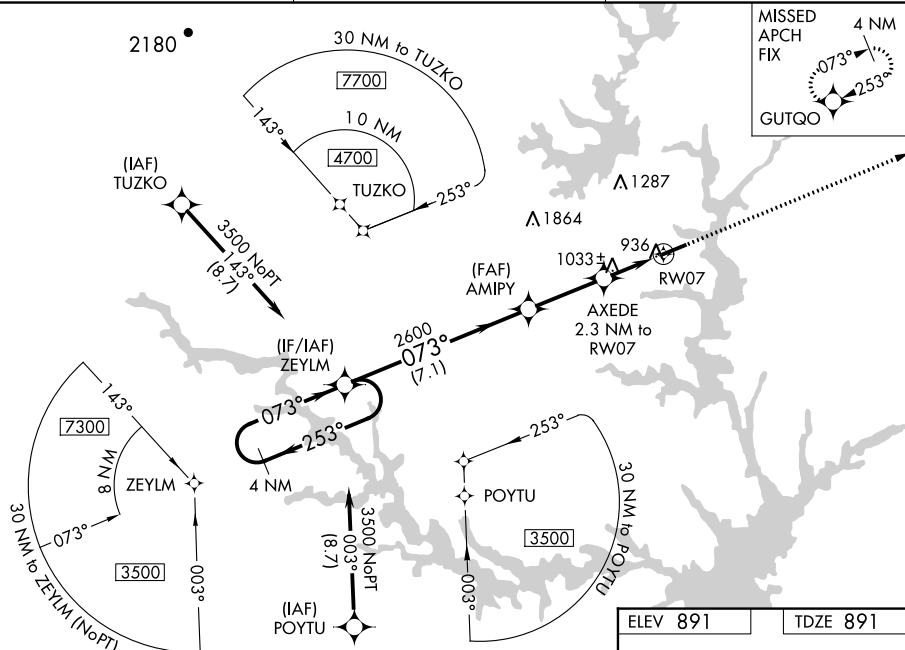 MISSED
APCH
FIX
4 NM
073°
253°
GUTQO
2180
30 NM to TUZKO
7700
143°
10 NM
4700
TUZKO
253°
(IAF)
TUZKO
3500 NoPT
143°
(8.7)
1287
1864
936
1033±
RW07
(FAF)
AMIPY
AXEDE
2.3 NM to
RW07
(IF/IAF)
ZEYLM
2600
073°
(7.1)
073°
253°
4 NM
143°
7300
8 NM
ZEYLM
073°
3500
003°
30 NM to ZEYLM (NoPT)
3500 NoPT
003°
(8.7)
(IAF)
POYTU
253°
POYTU
3500
003°
30 NM to POYTU
ELEV 891
TDZE 891